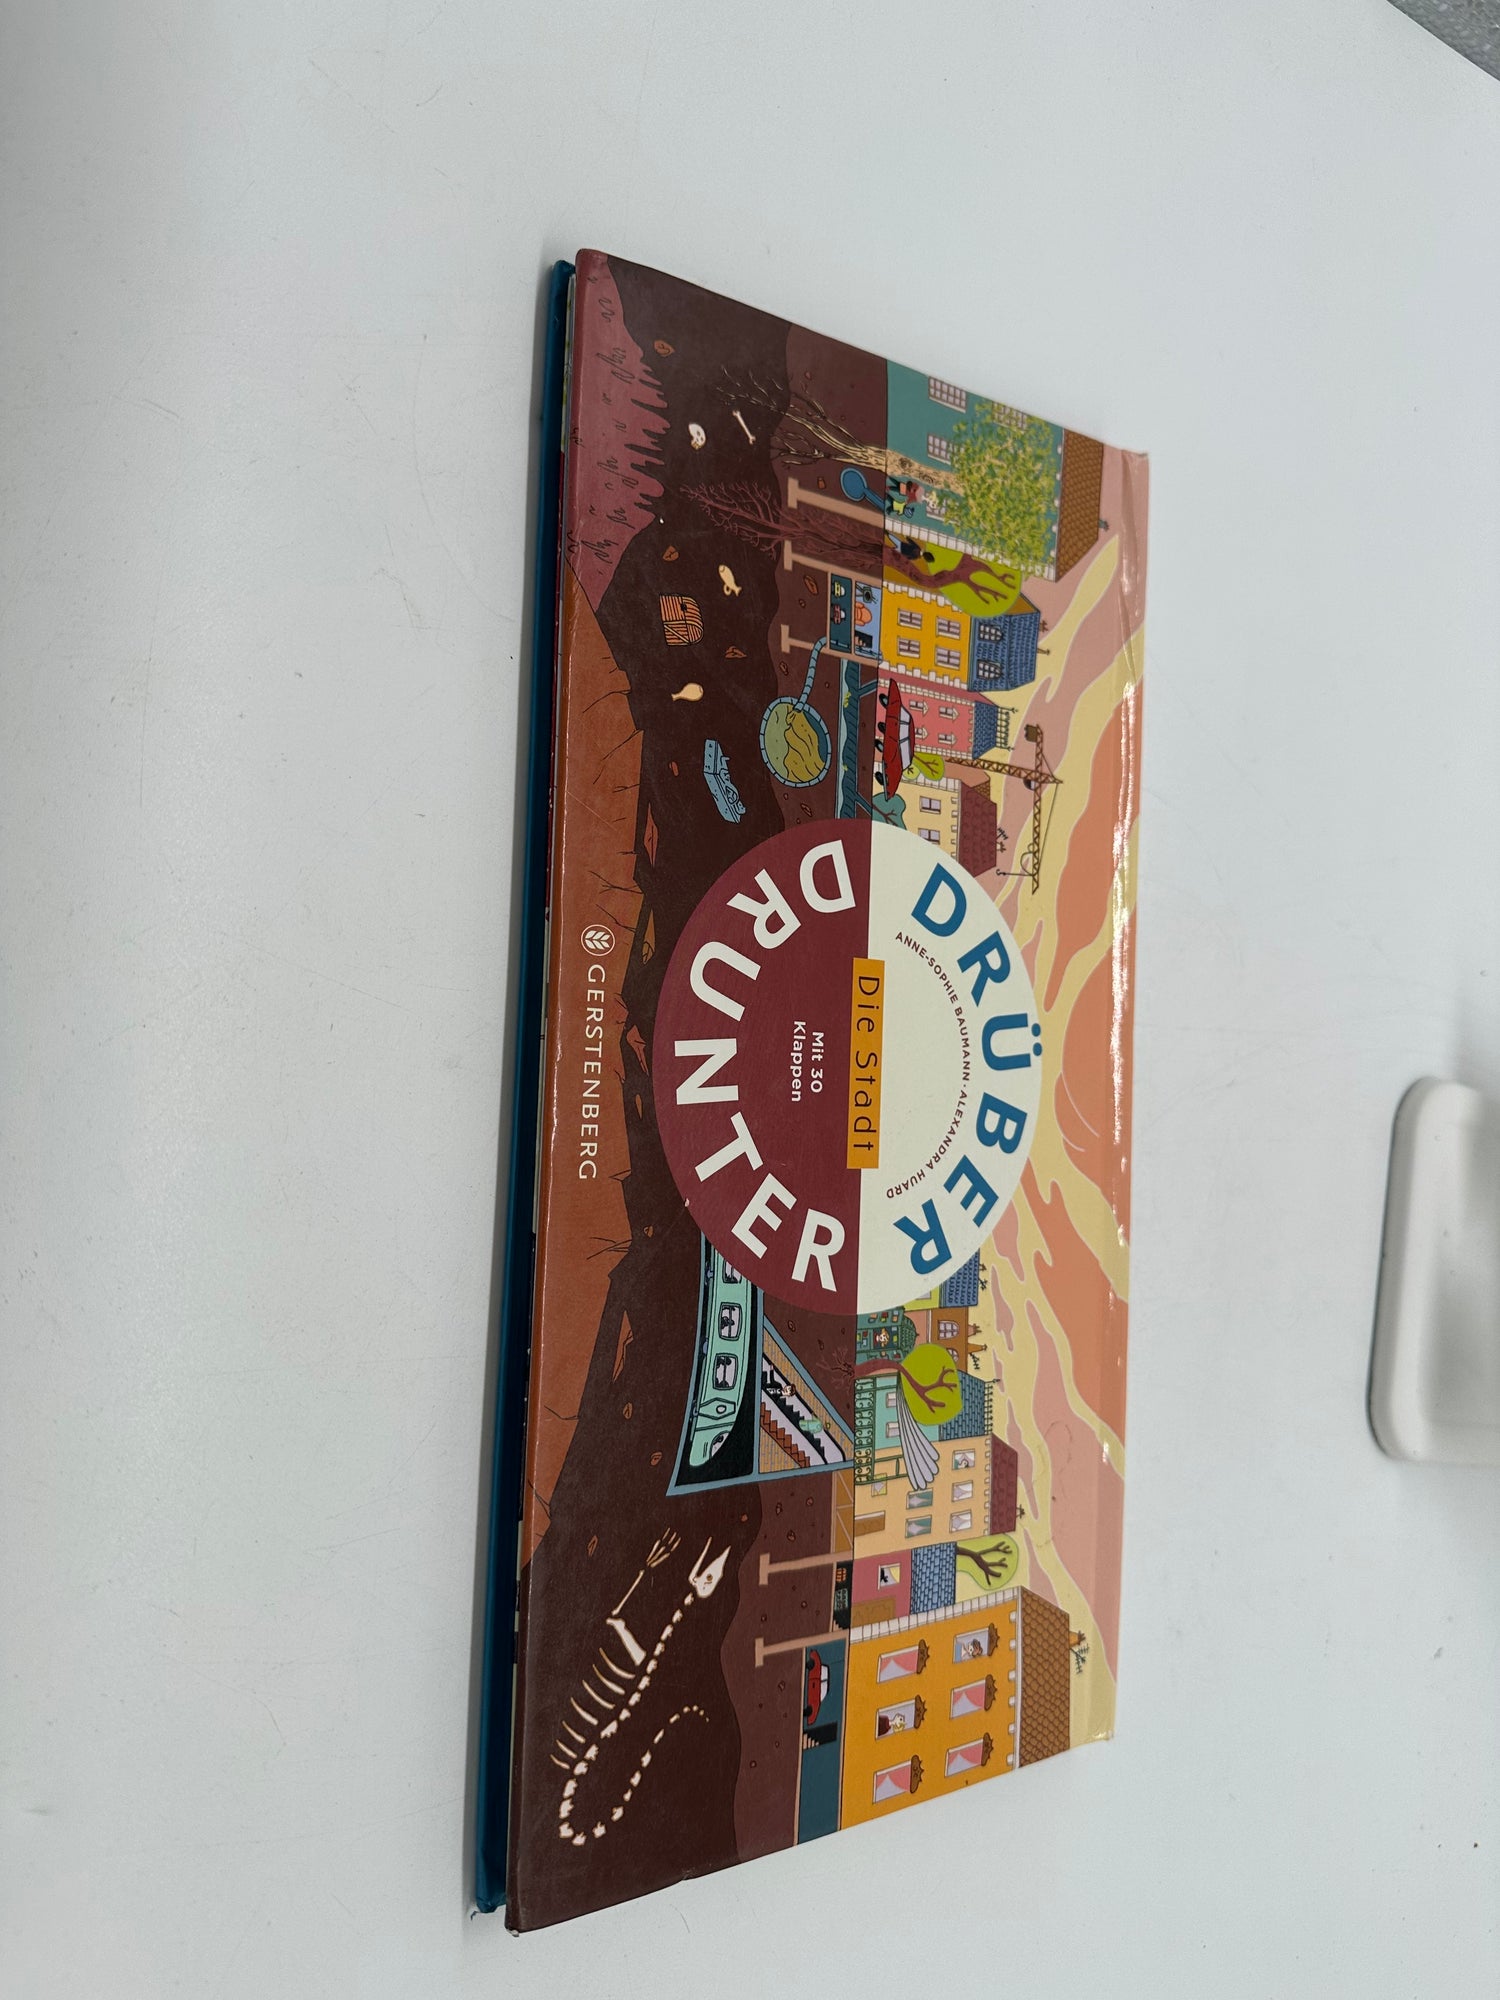 DRÜBER
ANNE-SOPHIE BAUMANN · ALEXANDRA HUARD
Die Stadt
Mit 30
Klappen
DRUNTER
GERSTENBERG